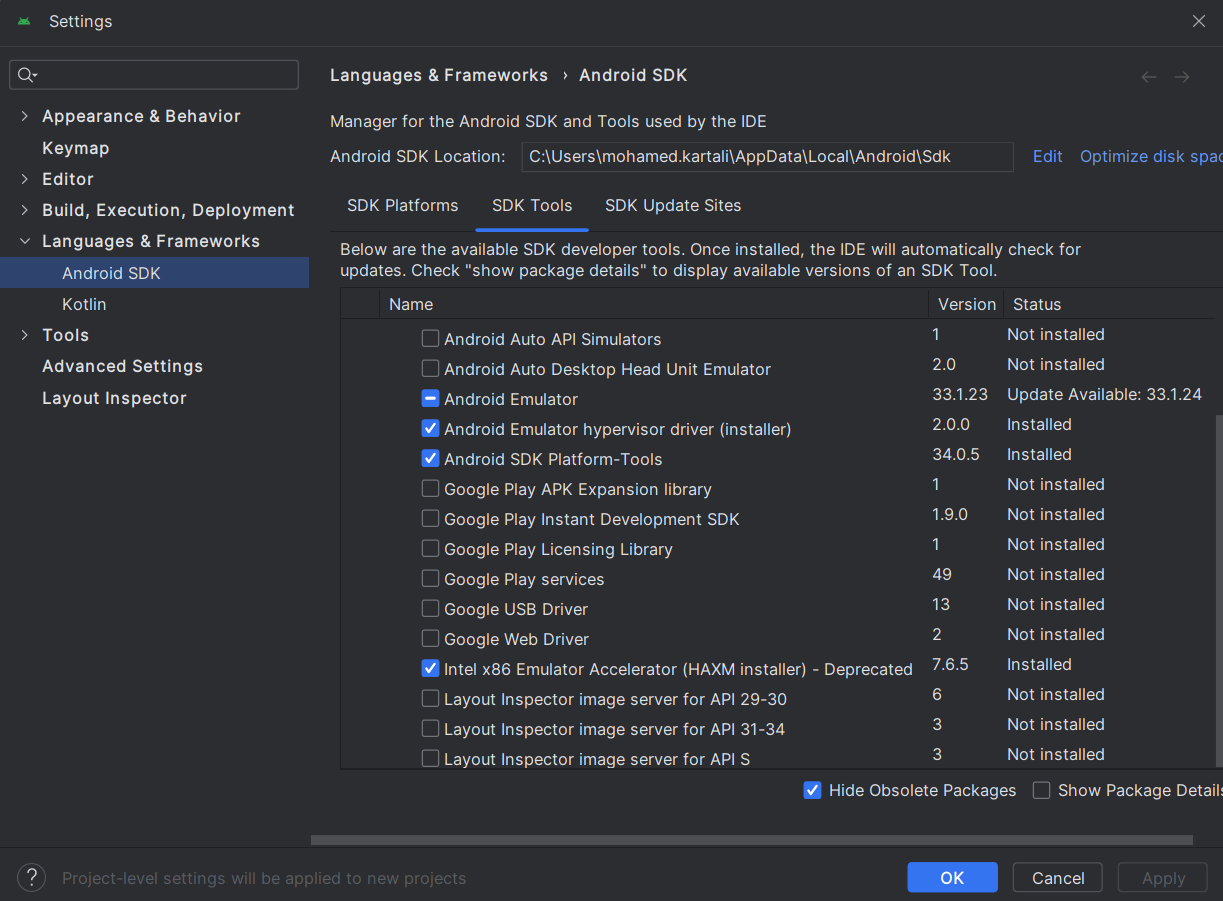 Settings
Languages & Frameworks › Android SDK
Appearance & Behavior
Keymap
Editor
Build, Execution, Deployment
Languages & Frameworks
Android SDK
Kotlin
Tools
Advanced Settings
Layout Inspector
Manager for the Android SDK and Tools used by the IDE
Android SDK Location: C:\Users\mohamed.kartali\AppData\Local\Android\Sdk Edit Optimize disk spac
SDK Platforms SDK Tools SDK Update Sites
Below are the available SDK developer tools. Once installed, the IDE will automatically check for
updates. Check "show package details" to display available versions of an SDK Tool.
Name Version Status
Android Auto API Simulators 1 Not installed
Android Auto Desktop Head Unit Emulator 2.0 Not installed
Android Emulator 33.1.23 Update Available: 33.1.24
Android Emulator hypervisor driver (installer) 2.0.0 Installed
Android SDK Platform-Tools 34.0.5 Installed
Google Play APK Expansion library 1 Not installed
Google Play Instant Development SDK 1.9.0 Not installed
Google Play Licensing Library 1 Not installed
Google Play services 49 Not installed
Google USB Driver 13 Not installed
Google Web Driver 2 Not installed
Intel x86 Emulator Accelerator (HAXM installer) - Deprecated 7.6.5 Installed
Layout Inspector image server for API 29-30 6 Not installed
Layout Inspector image server for API 31-34 3 Not installed
Layout Inspector image server for API S 3 Not installed
Hide Obsolete Packages Show Package Details
? Project-level settings will be applied to new projects
OK Cancel Apply